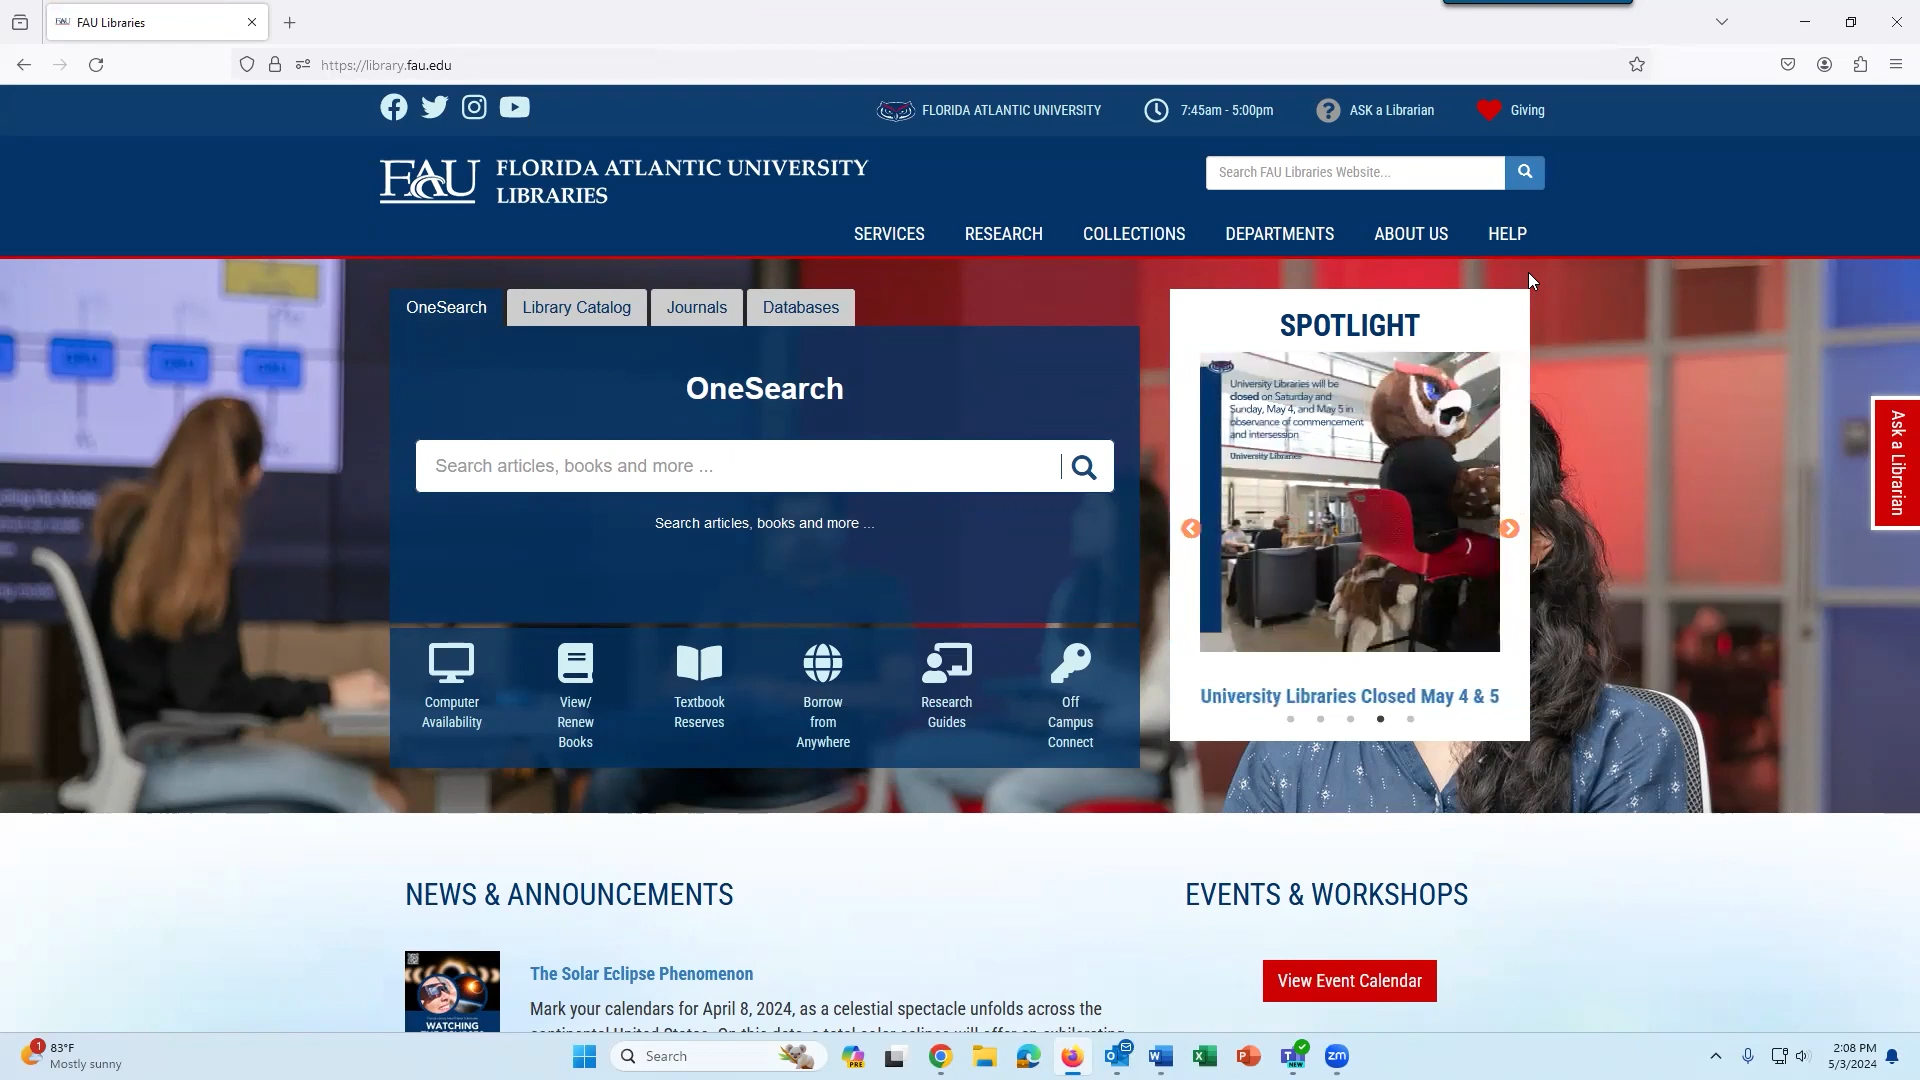 FAU Libraries
https://library.fau.edu
FLORIDA ATLANTIC UNIVERSITY
7:45am - 5:00pm
ASK a Librarian
Giving
FAU
FLORIDA ATLANTIC UNIVERSITY
LIBRARIES
Search FAU Libraries Website...
SERVICES
RESEARCH
COLLECTIONS
DEPARTMENTS
ABOUT US
HELP
OneSearch
Library Catalog
Journals
Databases
OneSearch
Search articles, books and more ...
Search articles, books and more ...
Computer
Availability
View/
Renew
Books
Textbook
Reserves
Borrow
from
Anywhere
Research
Guides
Off
Campus
Connect
SPOTLIGHT
University Libraries will be
closed on Saturday and
Sunday, May 4, and May 5 in
observance of commencement
and intersession
University Libraries
University Libraries Closed May 4 & 5
Ask a Librarian
NEWS & ANNOUNCEMENTS
The Solar Eclipse Phenomenon
Mark your calendars for April 8, 2024, as a celestial spectacle unfolds across the
WATCHING
EVENTS & WORKSHOPS
View Event Calendar
1
83°F
Mostly sunny
Search
PRE
NEW
zm
2:08 PM
5/3/2024